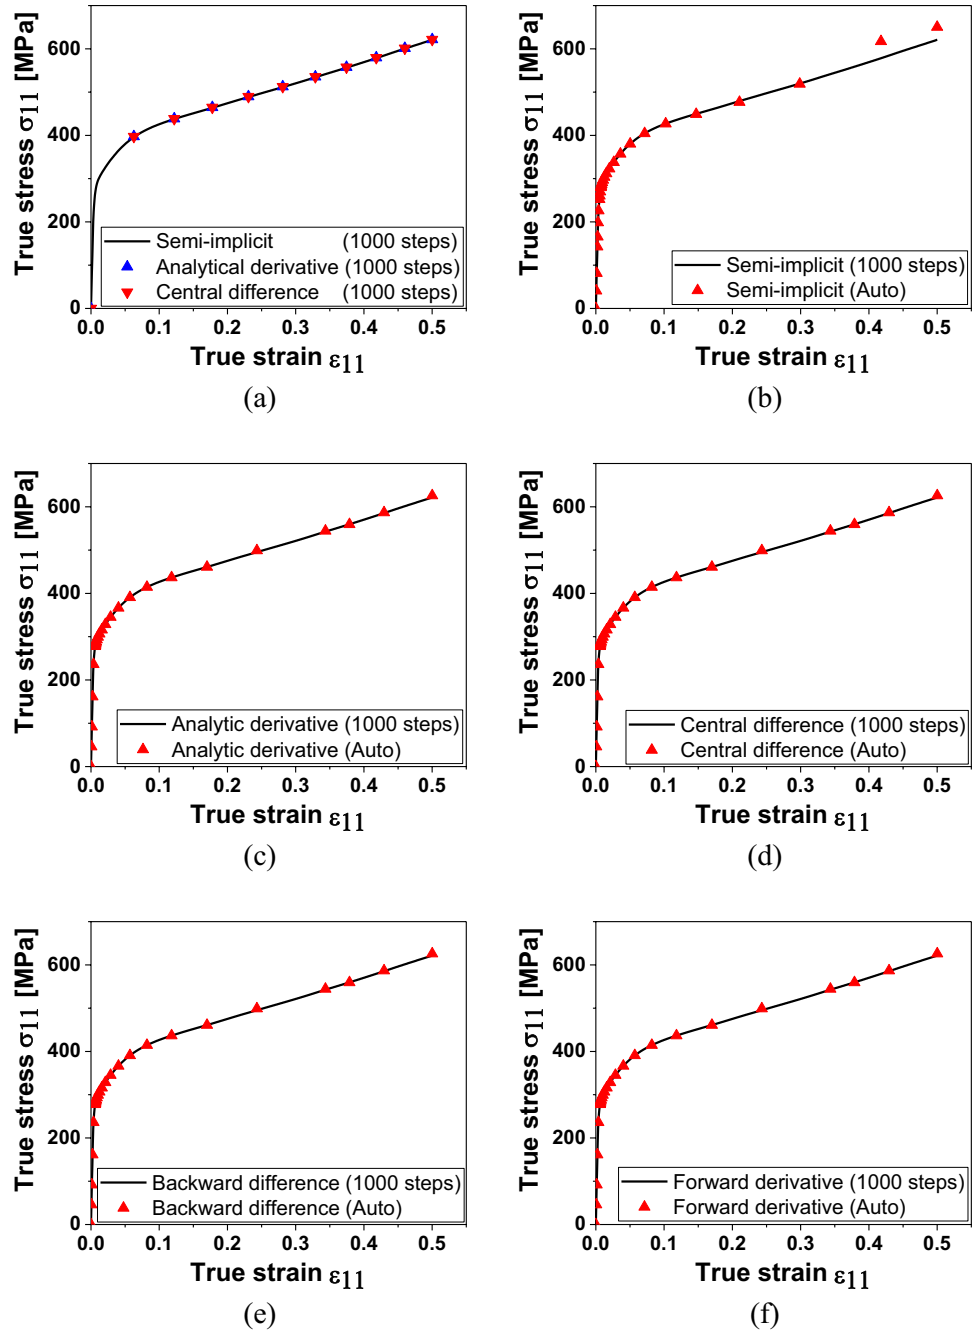 True stress σ11 [MPa]
600
400
200
0
Semi-implicit (1000 steps)
Analytical derivative (1000 steps)
Central difference (1000 steps)
0.0 0.1 0.2 0.3 0.4 0.5
True strain ε11
(a)
True stress σ11 [MPa]
600
400
200
0
Semi-implicit (1000 steps)
Semi-implicit (Auto)
0.0 0.1 0.2 0.3 0.4 0.5
True strain ε11
(b)
True stress σ11 [MPa]
600
400
200
0
Analytic derivative (1000 steps)
Analytic derivative (Auto)
0.0 0.1 0.2 0.3 0.4 0.5
True strain ε11
(c)
True stress σ11 [MPa]
600
400
200
0
Central difference (1000 steps)
Central difference (Auto)
0.0 0.1 0.2 0.3 0.4 0.5
True strain ε11
(d)
True stress σ11 [MPa]
600
400
200
0
Backward difference (1000 steps)
Backward difference (Auto)
0.0 0.1 0.2 0.3 0.4 0.5
True strain ε11
(e)
True stress σ11 [MPa]
600
400
200
0
Forward derivative (1000 steps)
Forward derivative (Auto)
0.0 0.1 0.2 0.3 0.4 0.5
True strain ε11
(f)